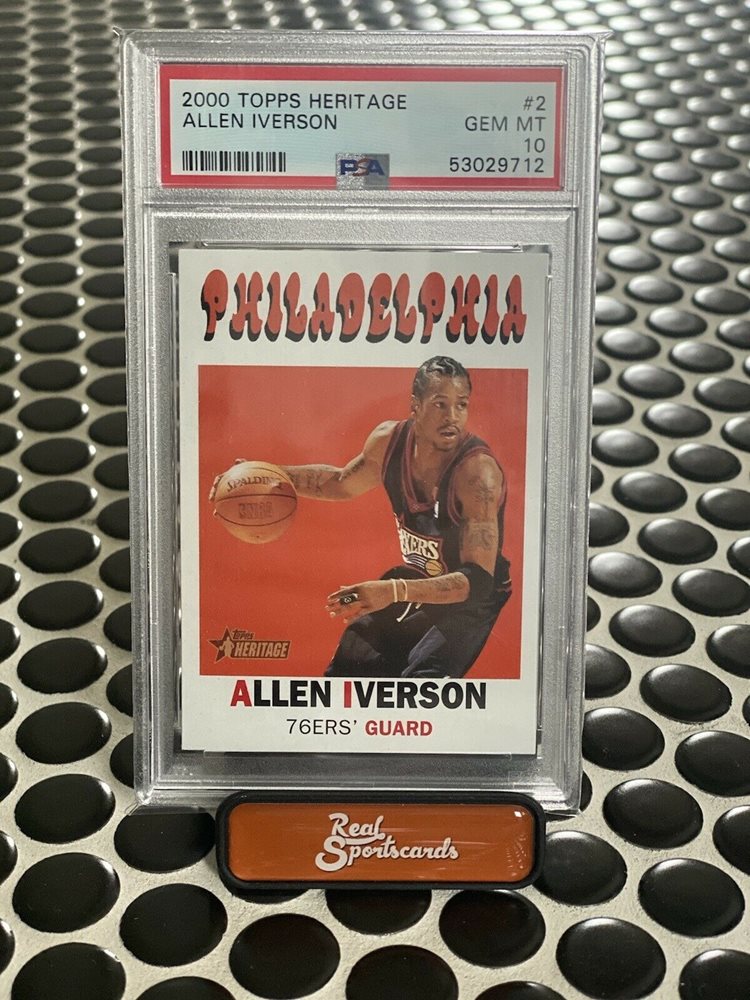 2000 TOPPS HERITAGE #2
ALLEN IVERSON GEM MT
10
PSA 53029712
PHILADELPHIA
SPALDING
KERS
Topps
HERITAGE
ALLEN IVERSON
76ERS' GUARD
Real
Sportscards